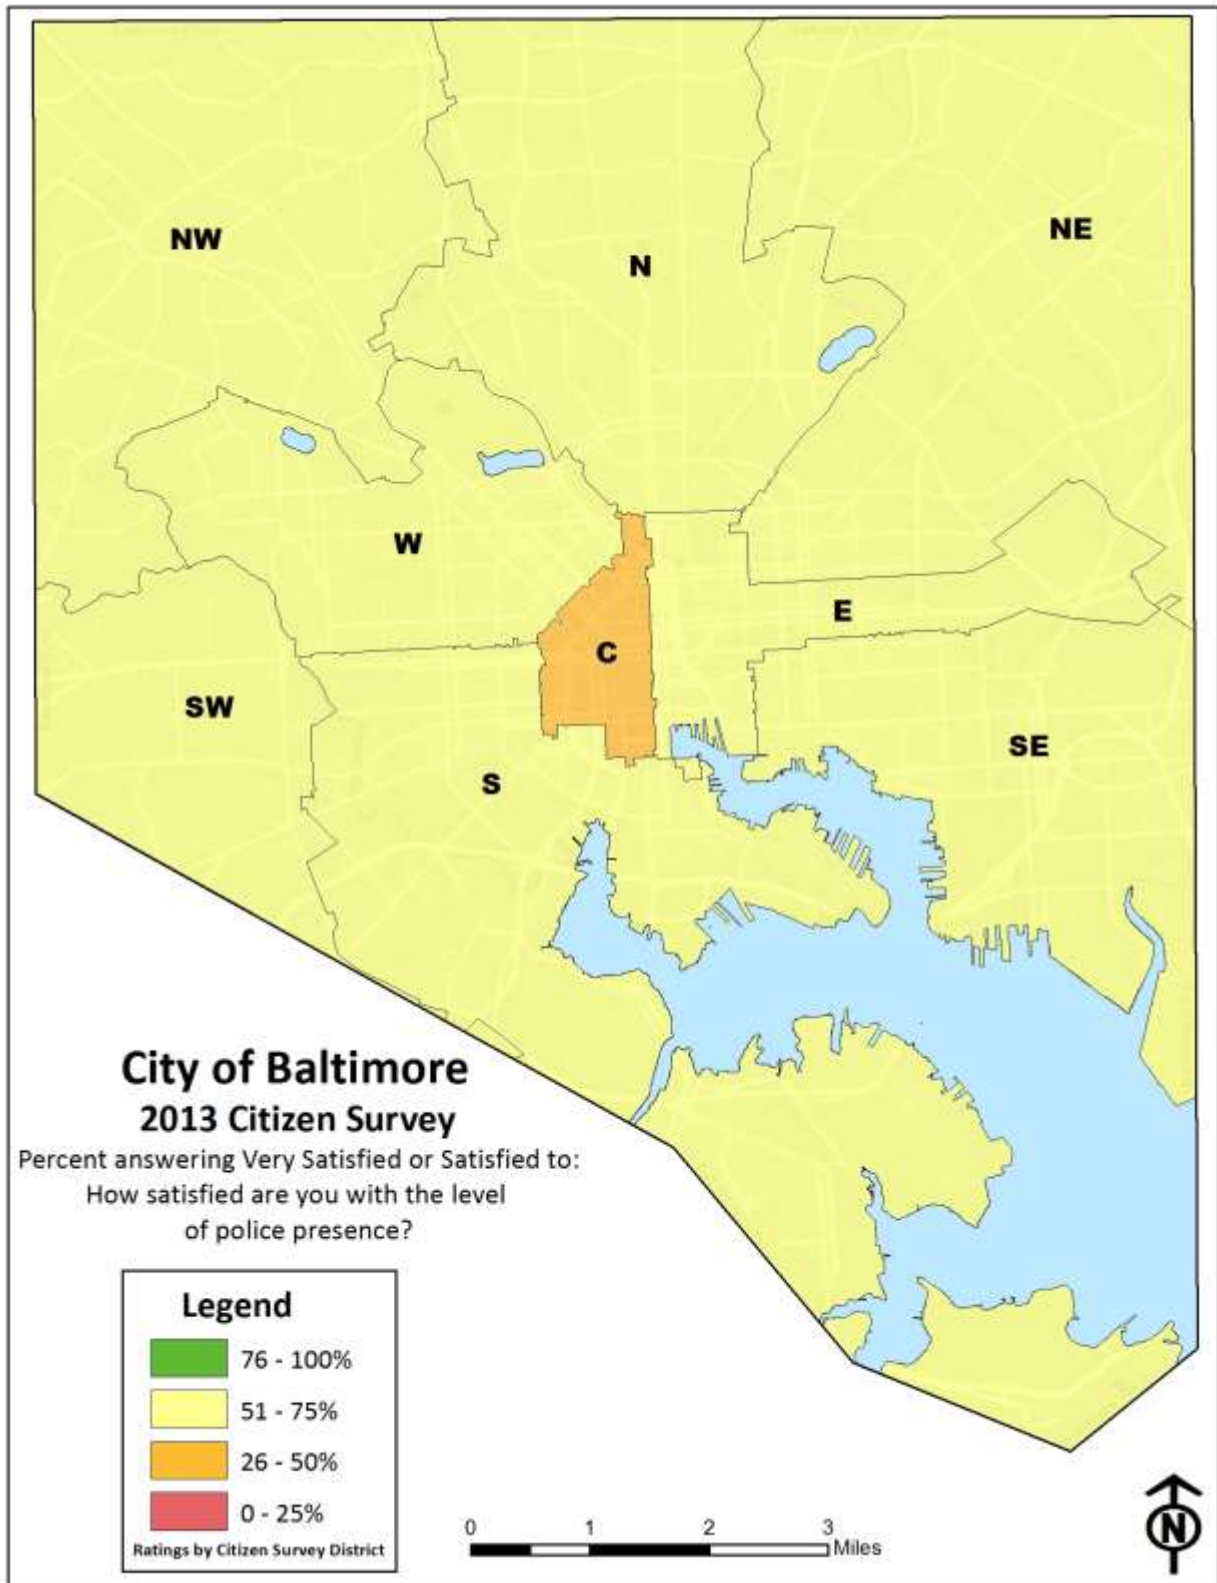 NW
N
NE
W
E
C
SW
SE
S
City of Baltimore
2013 Citizen Survey
Percent answering Very Satisfied or Satisfied to:
How satisfied are you with the level
of police presence?
Legend
76 - 100%
51 - 75%
26 - 50%
0 - 25%
Ratings by Citizen Survey District
0 1 2 3
Miles
N